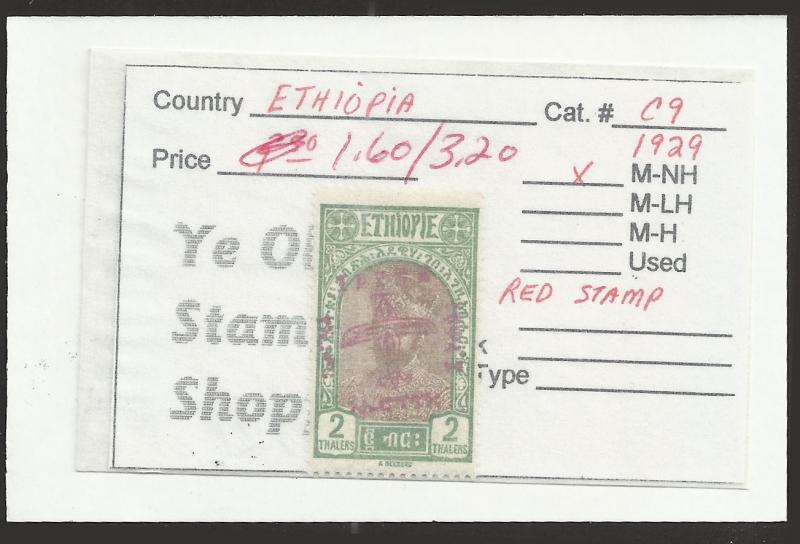 Country ETHIOPIA Cat. # C9
1929
Price 1.60/3.20
X M-NH
M-LH
M-H
Used
Ye O
RED STAMP
Stam
Type
Shop
ETHIOPIE
2 2
THALERS THALERS